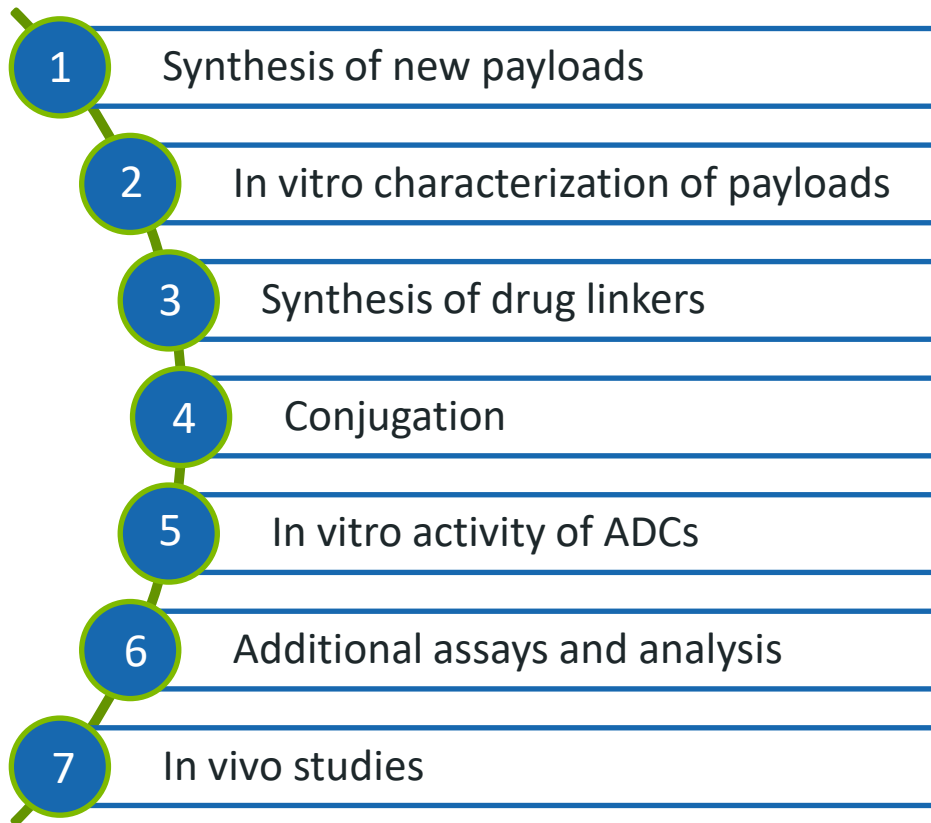 1 Synthesis of new payloads
2 In vitro characterization of payloads
3 Synthesis of drug linkers
4 Conjugation
5 In vitro activity of ADCs
6 Additional assays and analysis
7 In vivo studies